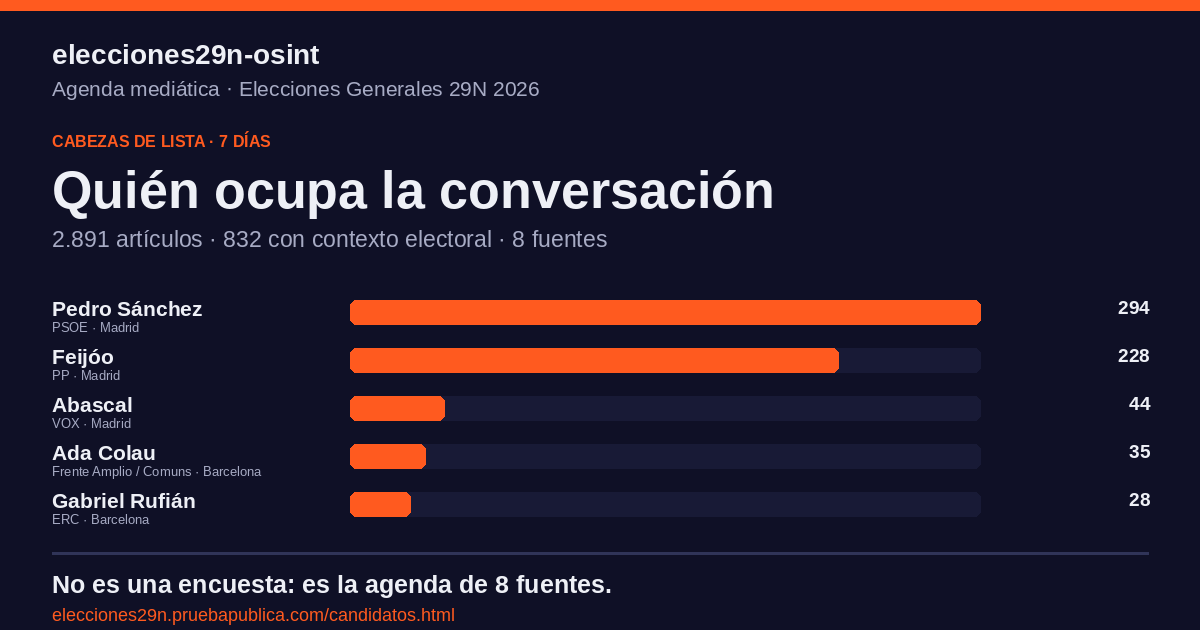 elecciones29n-osint
Agenda mediática · Elecciones Generales 29N 2026
CABEZAS DE LISTA · 7 DÍAS
Quién ocupa la conversación
2.891 artículos · 832 con contexto electoral · 8 fuentes
Pedro Sánchez 294
PSOE · Madrid
Feijóo 228
PP · Madrid
Abascal 44
VOX · Madrid
Ada Colau 35
Frente Amplio / Comuns · Barcelona
Gabriel Rufián 28
ERC · Barcelona
No es una encuesta: es la agenda de 8 fuentes.
elecciones29n.pruebapublica.com/candidatos.html